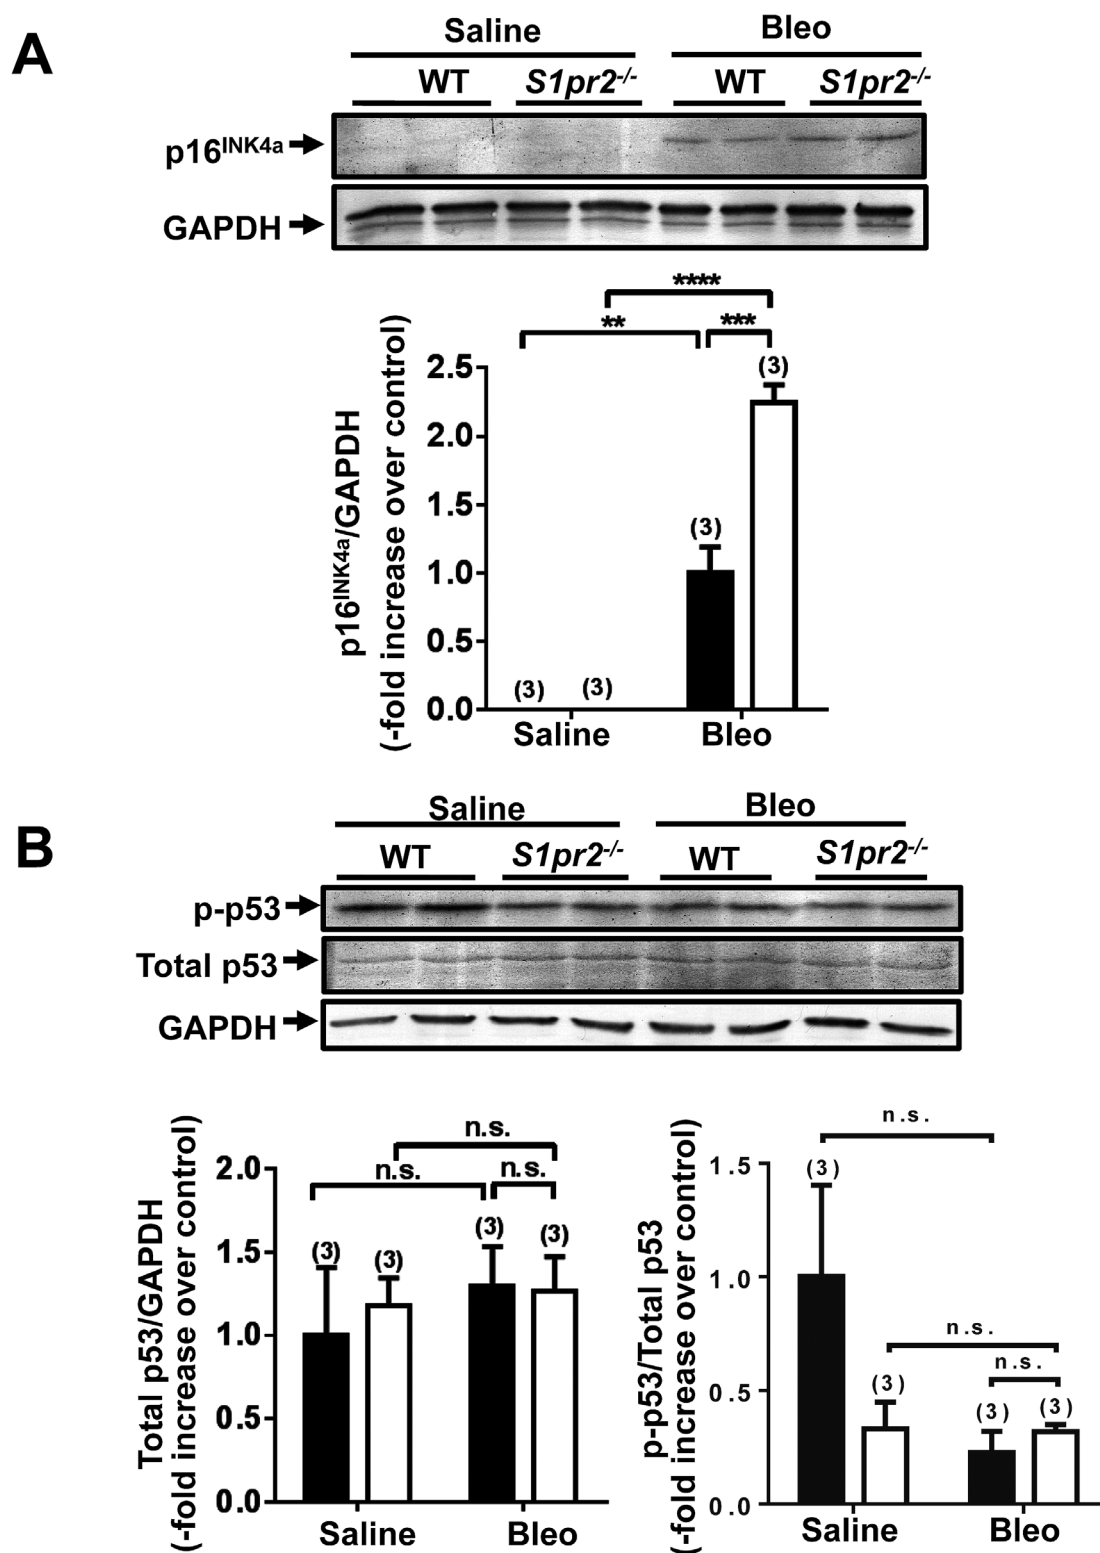 A
Saline Bleo
WT S1pr2-/- WT S1pr2-/-
p16INK4a
GAPDH
****
** ***
p16INK4a/GAPDH
(-fold increase over control)
2.5
2.0
1.5
1.0
0.5
0.0
(3) (3) (3) (3)
Saline Bleo
B
Saline Bleo
WT S1pr2-/- WT S1pr2-/-
p-p53
Total p53
GAPDH
Total p53/GAPDH
(-fold increase over control)
2.0
1.5
1.0
0.5
0.0
n.s.
n.s. n.s.
(3) (3) (3) (3)
Saline Bleo
p-p53/Total p53
(-fold increase over control)
1.5
1.0
0.5
0.0
n.s.
n.s.
n.s.
(3) (3) (3) (3)
Saline Bleo